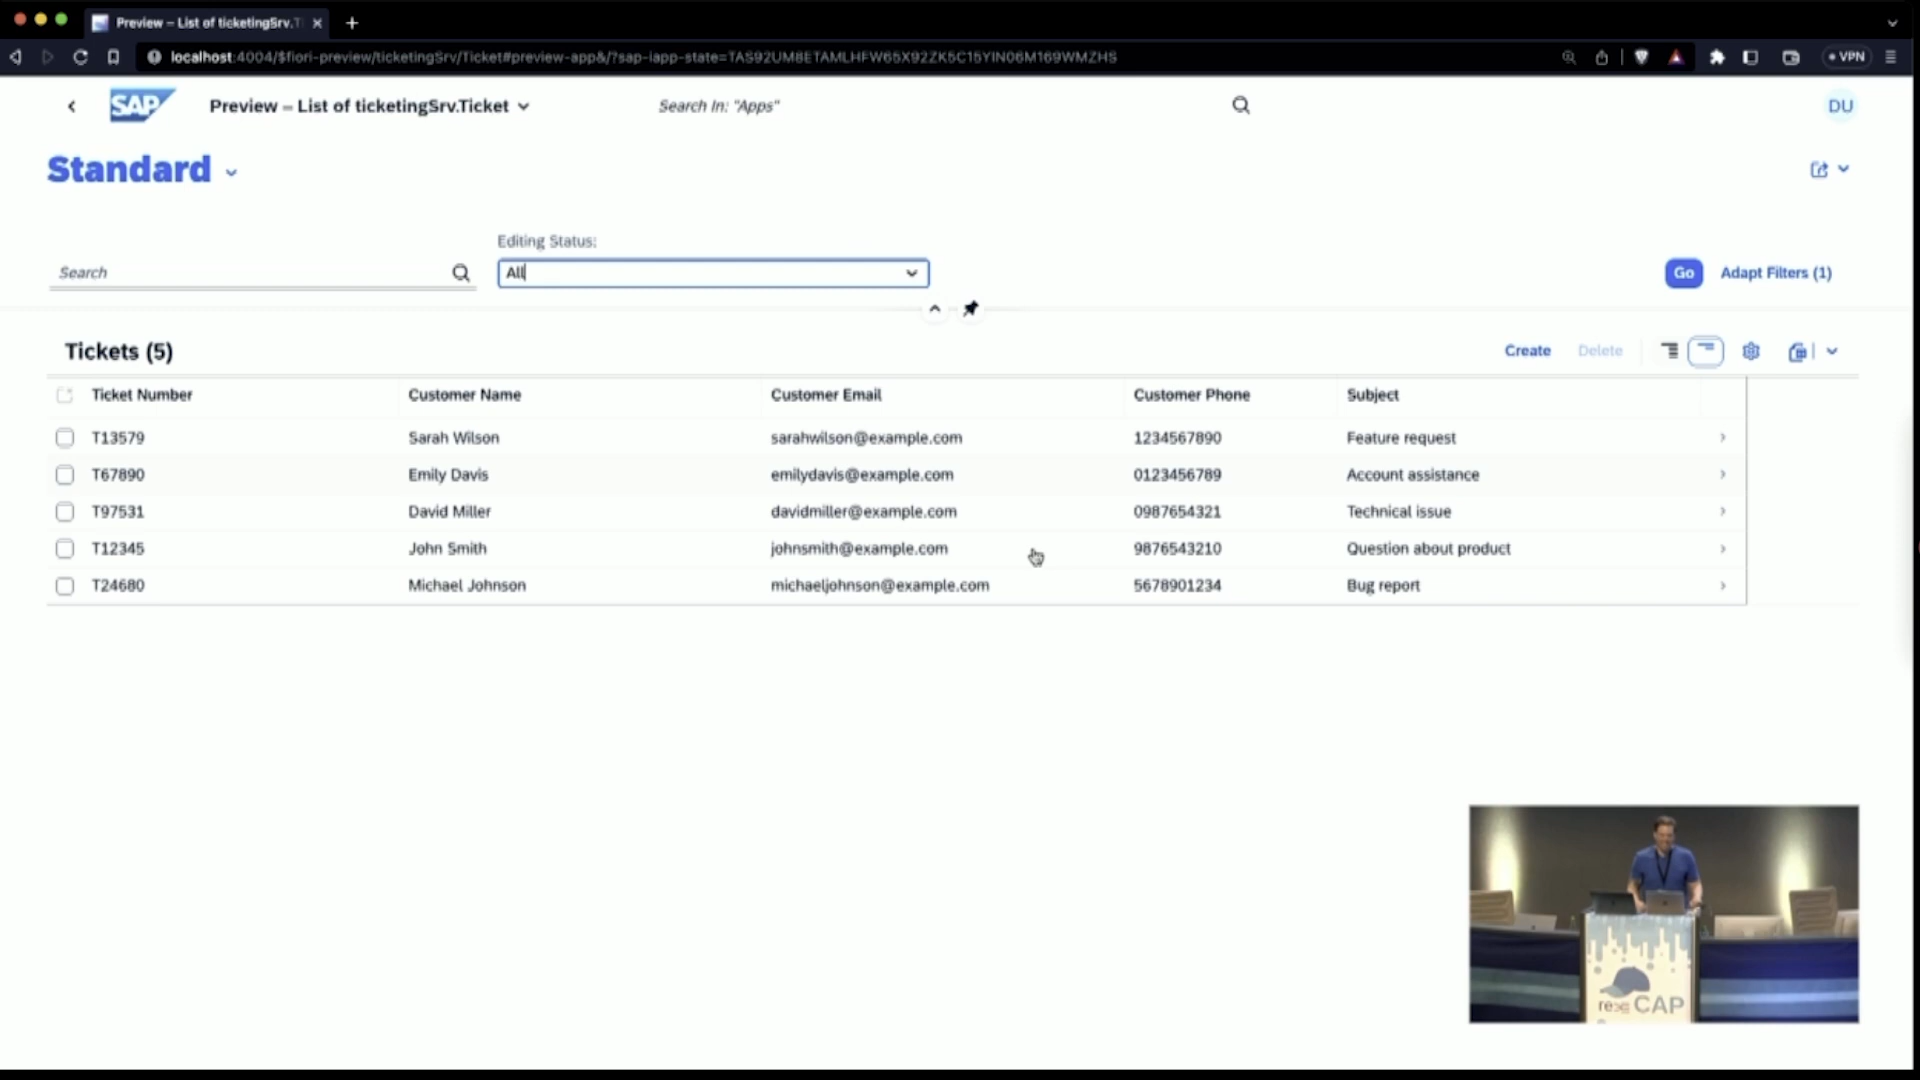 Preview – List of ticketingSrv.T
localhost:4004/$fiori-preview/ticketingSrv/Ticket#preview-app&/?sap-iapp-state=TAS92UM8ETAMLHFW65X92ZK5C15YIN06M169WMZHS
VPN
SAP
Preview – List of ticketingSrv.Ticket
Search In: "Apps"
DU
Standard
Editing Status:
Search
All
Go
Adapt Filters (1)
Tickets (5)
Create
Delete
Ticket Number Customer Name Customer Email Customer Phone Subject
T13579 Sarah Wilson sarahwilson@example.com 1234567890 Feature request
T67890 Emily Davis emilydavis@example.com 0123456789 Account assistance
T97531 David Miller davidmiller@example.com 0987654321 Technical issue
T12345 John Smith johnsmith@example.com 9876543210 Question about product
T24680 Michael Johnson michaeljohnson@example.com 5678901234 Bug report
CAP